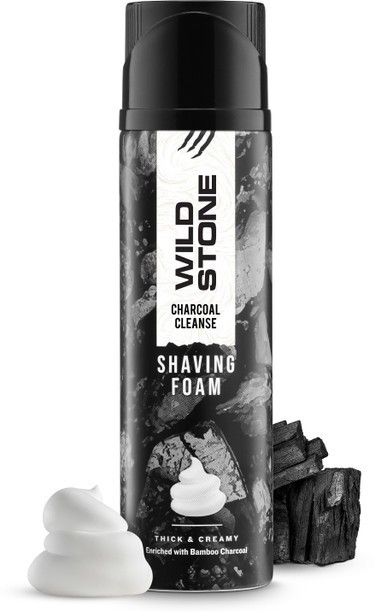 WILD
STONE
CHARCOAL
CLEANSE
SHAVING
FOAM
THICK & CREAMY
Enriched with Bamboo Charcoal